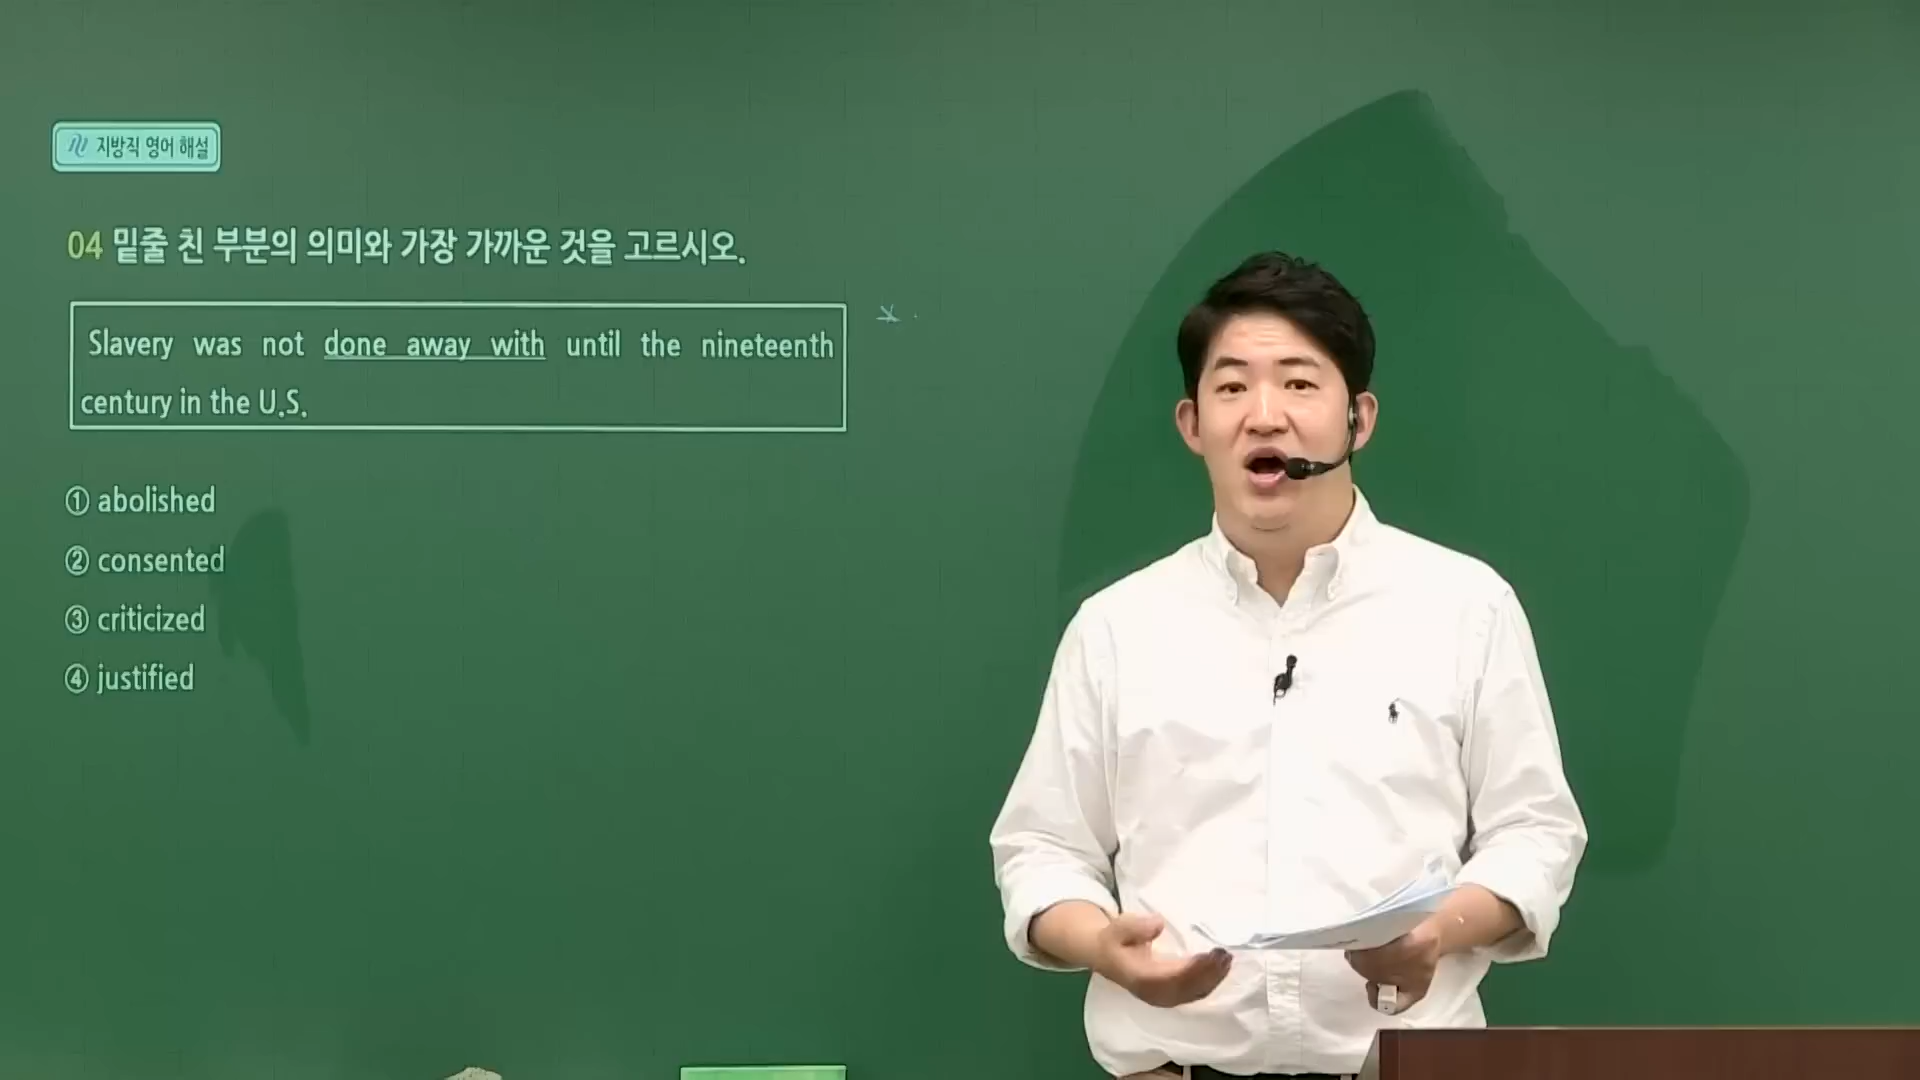 지방직 영어 해설
04 밑줄 친 부분의 의미와 가장 가까운 것을 고르시오.
Slavery was not done away with until the nineteenth
century in the U.S.
① abolished
② consented
③ criticized
④ justified